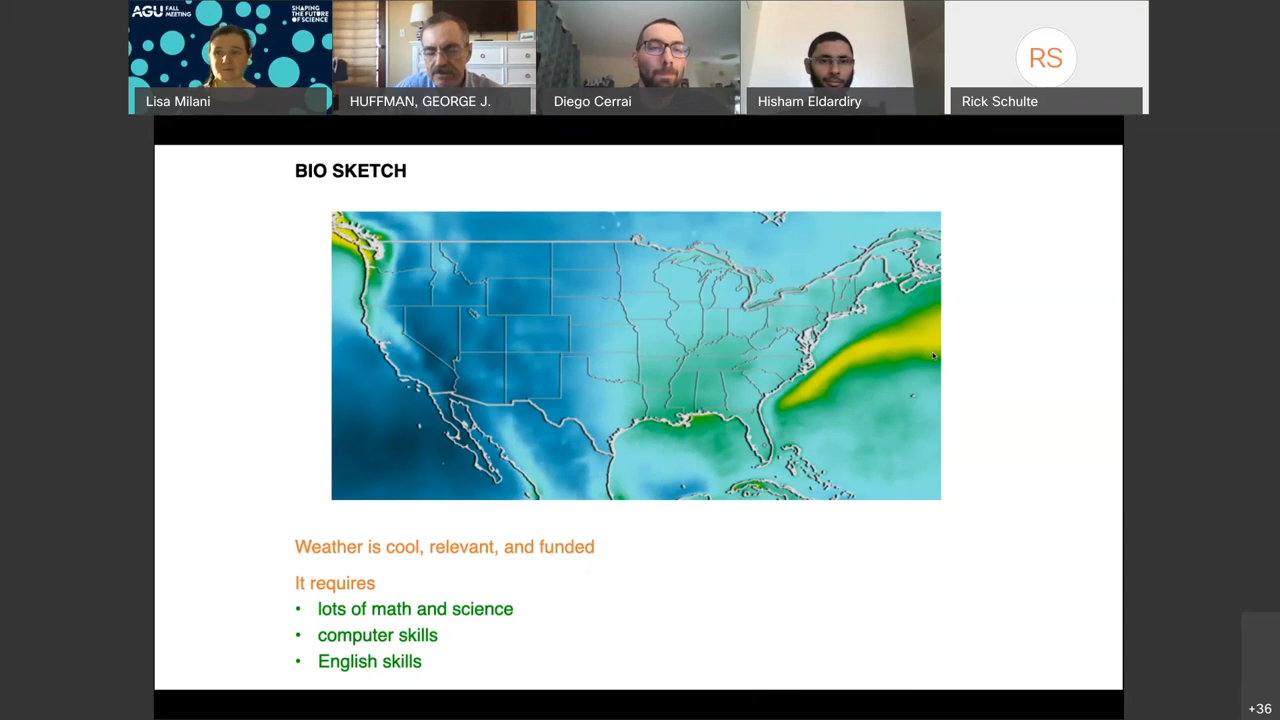 AGU FALL MEETING
SHAPING THE FUTURE OF SCIENCE
Lisa Milani
HUFFMAN, GEORGE J.
Diego Cerrai
Hisham Eldardiry
RS
Rick Schulte
BIO SKETCH
Weather is cool, relevant, and funded
It requires
• lots of math and science
• computer skills
• English skills
+36